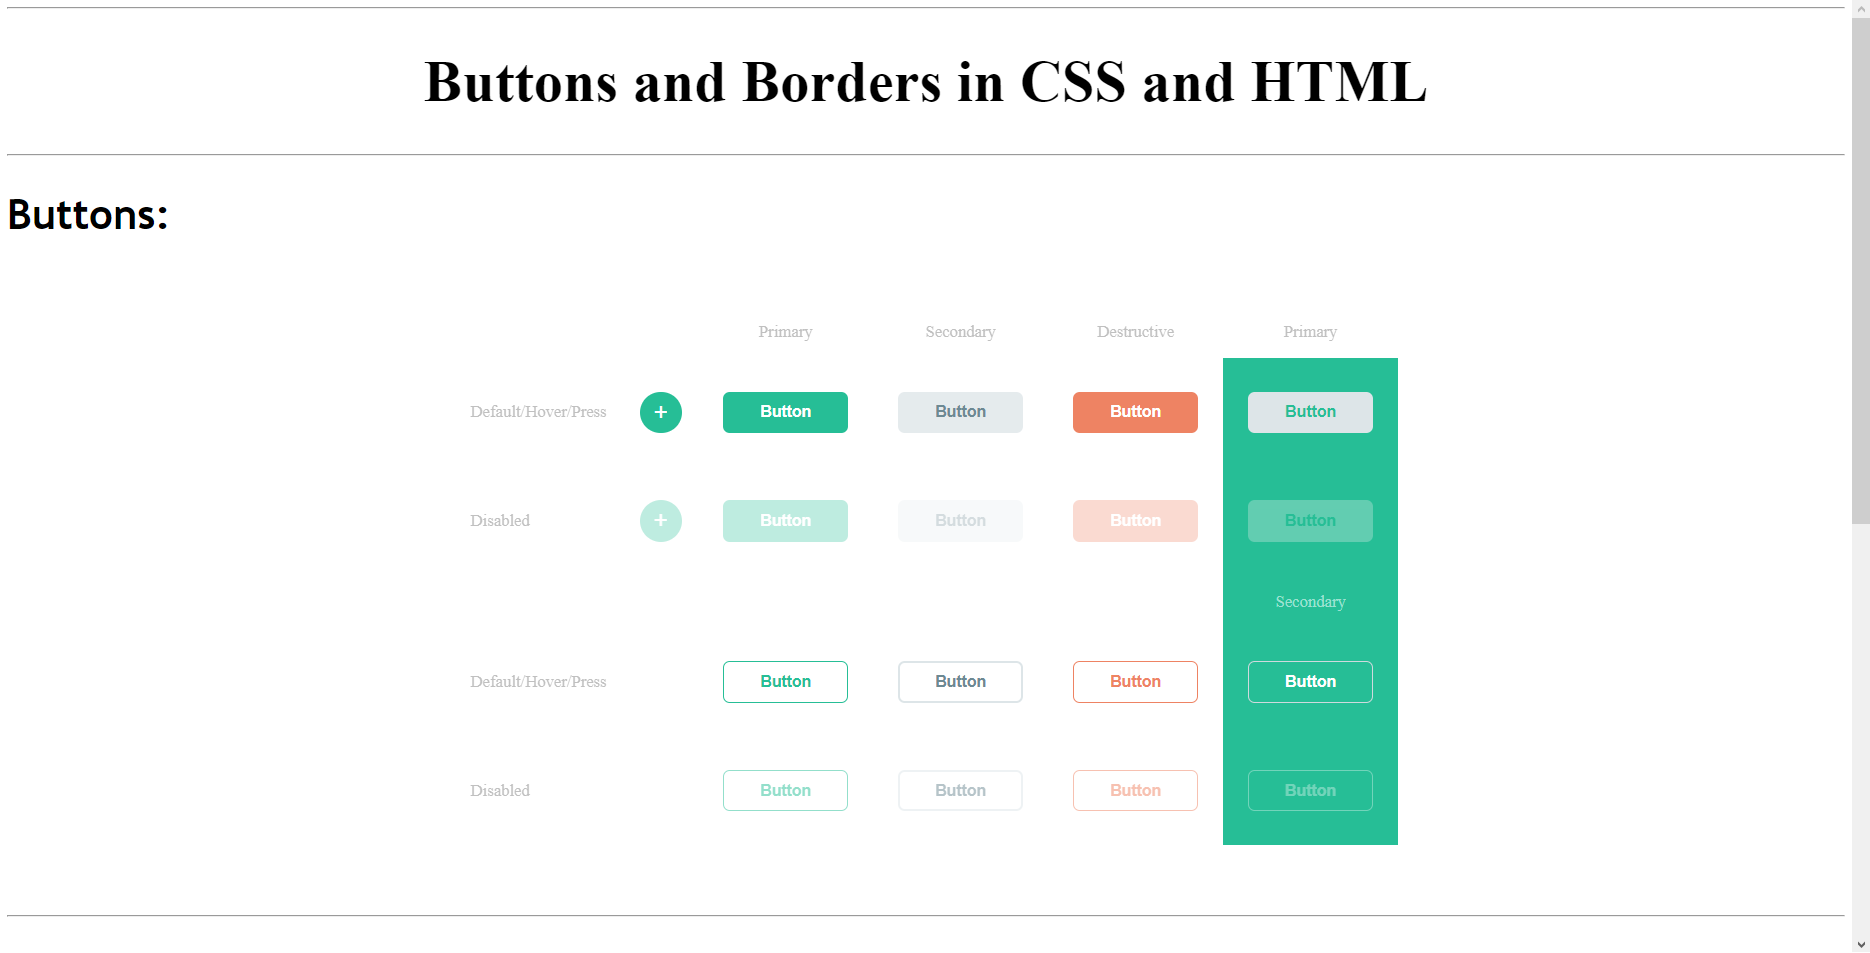 Buttons and Borders in CSS and HTML
Buttons:
Primary Secondary Destructive Primary
Default/Hover/Press + Button Button Button Button
Disabled + Button Button Button Button
Secondary
Default/Hover/Press Button Button Button Button
Disabled Button Button Button Button